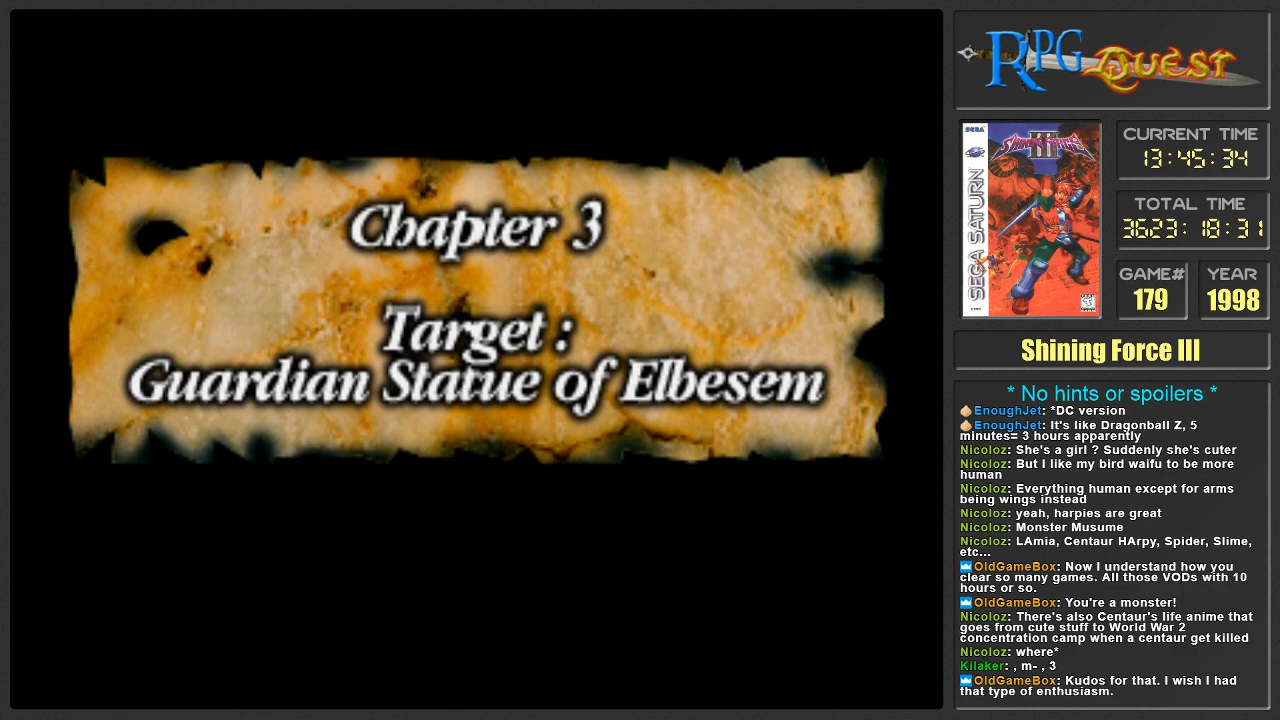 Chapter 3
Target :
Guardian Statue of Elbesem
RPG QUEST
SEGA
SHINING FORCE
III
SEGA SATURN
CURRENT TIME
13:45:34
TOTAL TIME
3623:18:31
GAME#
179
YEAR
1998
Shining Force III
* No hints or spoilers *
EnoughJet: *DC version
EnoughJet: It's like Dragonball Z, 5
minutes= 3 hours apparently
Nicoloz: She's a girl ? Suddenly she's cuter
Nicoloz: But I like my bird waifu to be more
human
Nicoloz: Everything human except for arms
being wings instead
Nicoloz: yeah, harpies are great
Nicoloz: Monster Musume
Nicoloz: LAmia, Centaur HArpy, Spider, Slime,
etc...
OldGameBox: Now I understand how you
clear so many games. All those VODs with 10
hours or so.
OldGameBox: You're a monster!
Nicoloz: There's also Centaur's life anime that
goes from cute stuff to World War 2
concentration camp when a centaur get killed
Nicoloz: where*
Kilaker: , m- , 3
OldGameBox: Kudos for that. I wish I had
that type of enthusiasm.